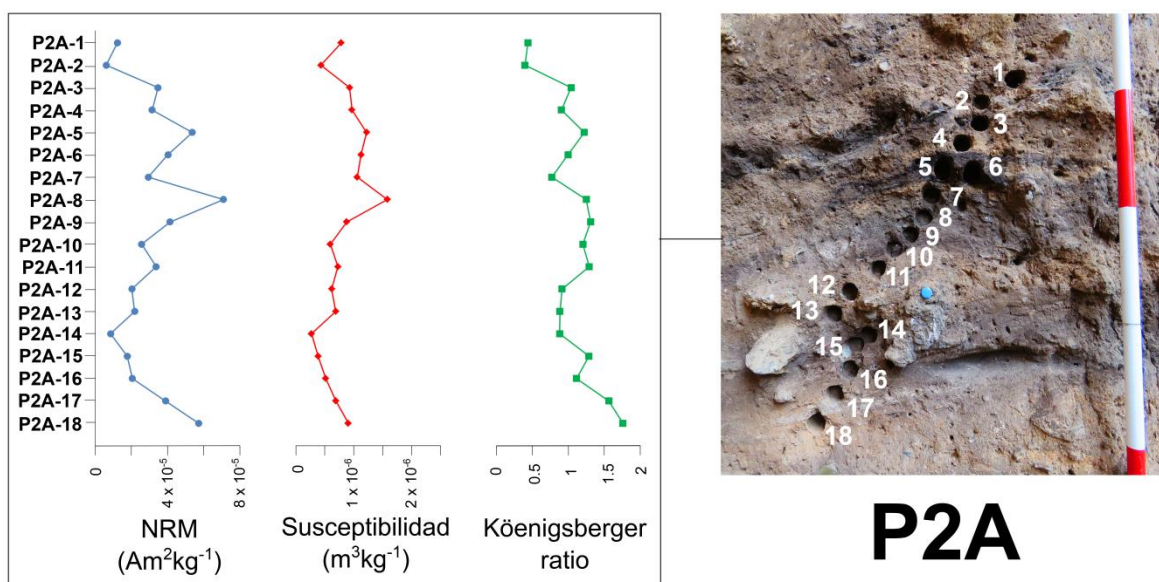 P2A-1
P2A-2
P2A-3
P2A-4
P2A-5
P2A-6
P2A-7
P2A-8
P2A-9
P2A-10
P2A-11
P2A-12
P2A-13
P2A-14
P2A-15
P2A-16
P2A-17
P2A-18
0
4 x 10⁻⁵
8 x 10⁻⁵
NRM
(Am²kg⁻¹)
0
1 x 10⁻⁶
2 x 10⁻⁶
Susceptibilidad
(m³kg⁻¹)
0
0.5
1
1.5
2
Köenigsberger
ratio
1
2
3
4
5
6
7
8
9
10
11
12
13
14
15
16
17
18
P2A